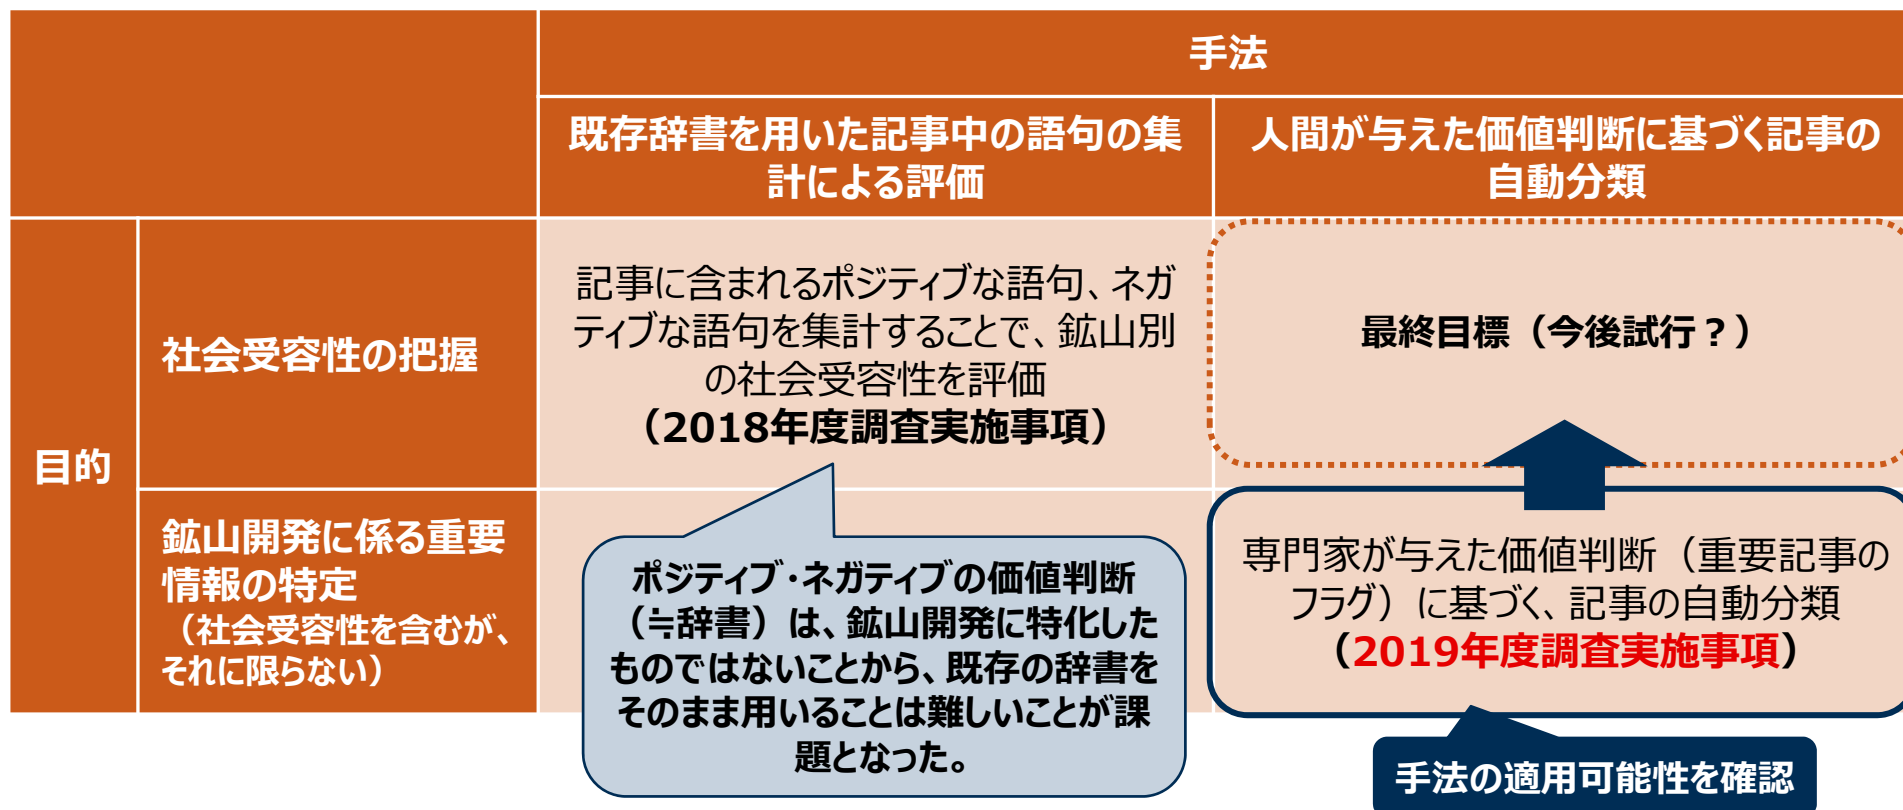 手法
既存辞書を用いた記事中の語句の集
計による評価
人間が与えた価値判断に基づく記事の
自動分類
目的
社会受容性の把握
記事に含まれるポジティブな語句、ネガ
ティブな語句を集計することで、鉱山別
の社会受容性を評価
（2018年度調査実施事項）
最終目標（今後試行？）
鉱山開発に係る重要
情報の特定
（社会受容性を含むが、
それに限らない）
ポジティブ・ネガティブの価値判断
（≒辞書）は、鉱山開発に特化した
ものではないことから、既存の辞書を
そのまま用いることは難しいことが課
題となった。
専門家が与えた価値判断（重要記事の
フラグ）に基づく、記事の自動分類
（2019年度調査実施事項）
手法の適用可能性を確認